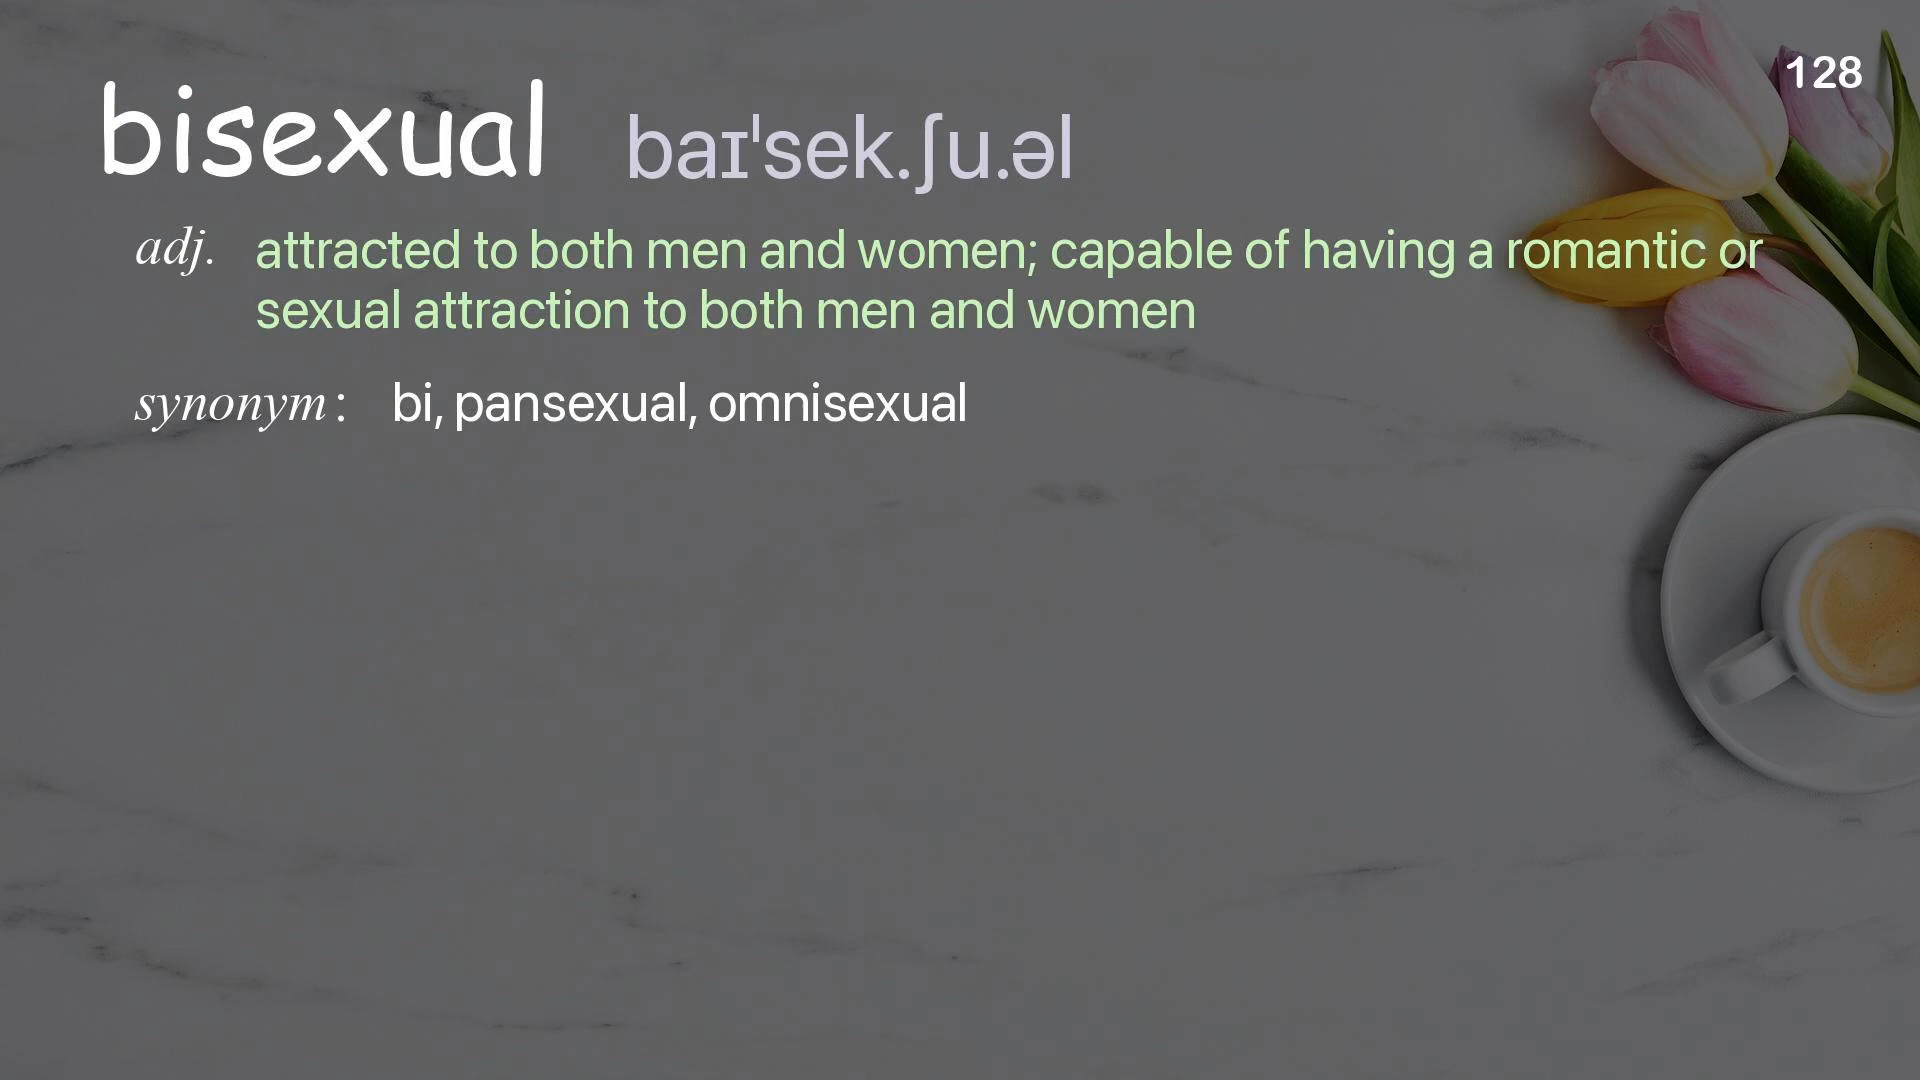 128
bisexual baɪˈsek.ʃu.əl
adj. attracted to both men and women; capable of having a romantic or
sexual attraction to both men and women
synonym : bi, pansexual, omnisexual